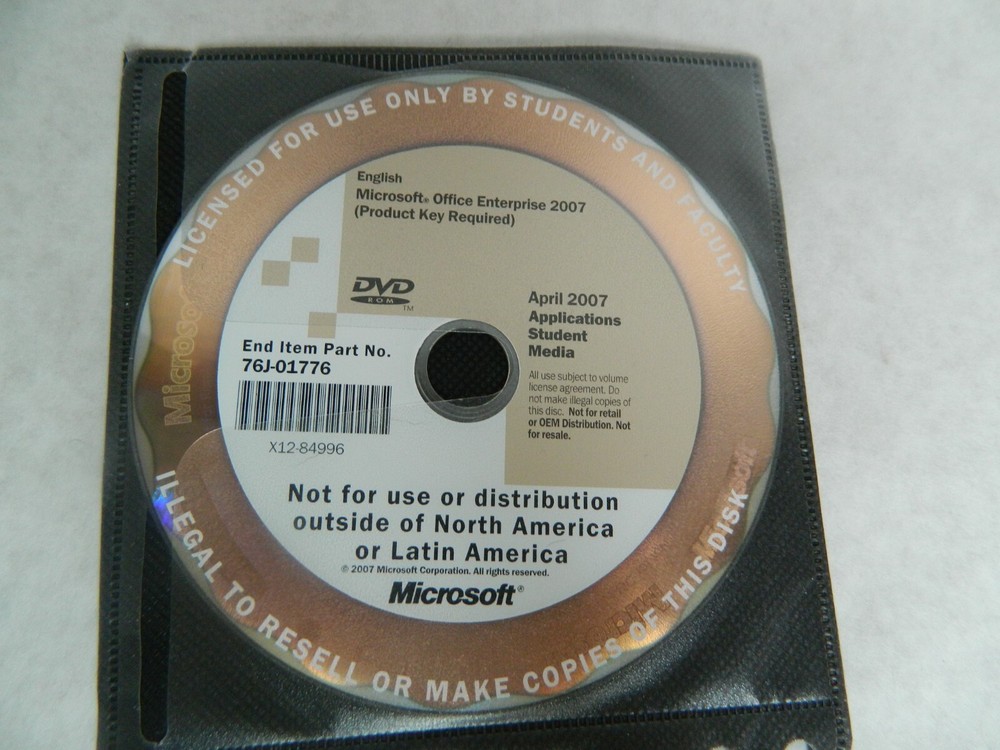 LICENSED FOR USE ONLY BY STUDENTS AND FACULTY
English
Microsoft® Office Enterprise 2007
(Product Key Required)
DVD
ROM
TM
April 2007
Applications
Student
Media
End Item Part No.
76J-01776
X12-84996
All use subject to volume
license agreement. Do
not make illegal copies of
this disc. Not for retail
or OEM Distribution. Not
for resale.
Not for use or distribution
outside of North America
or Latin America
© 2007 Microsoft Corporation. All rights reserved.
Microsoft®
ILLEGAL TO RESELL OR MAKE COPIES OF THIS DISK
Microsoft
Microsoft